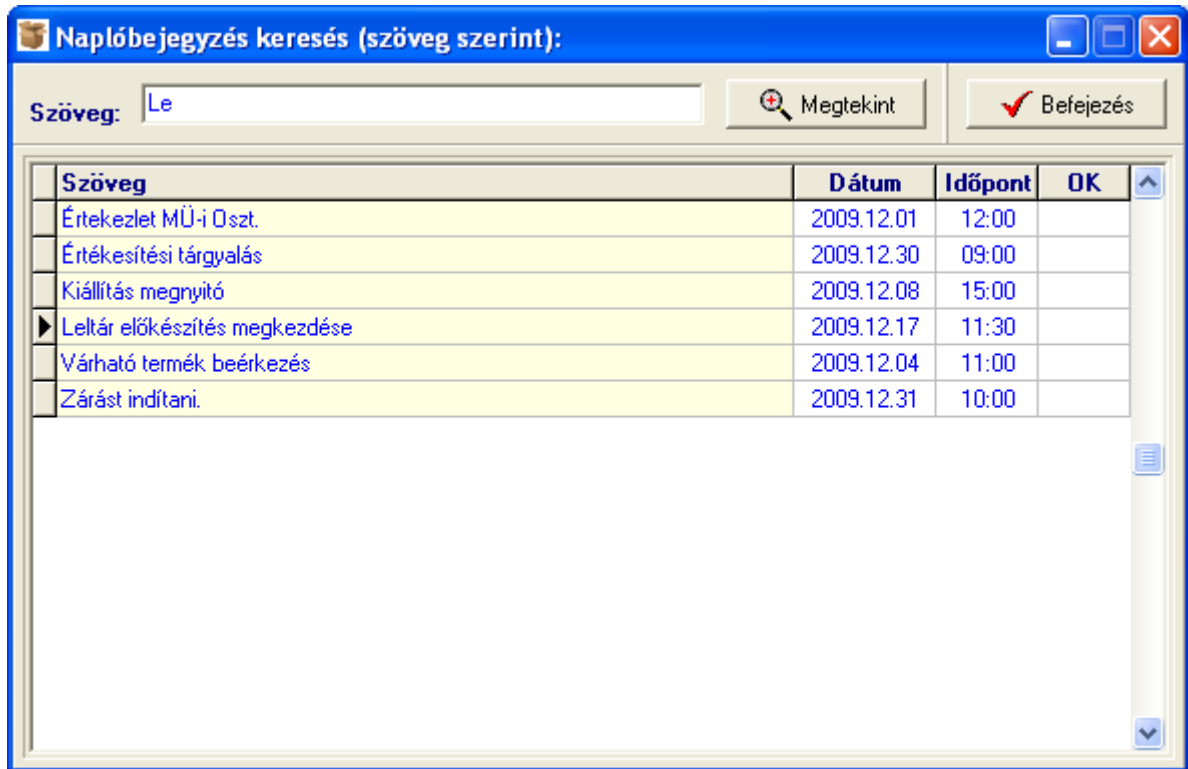 Naplóbejegyzés keresés (szöveg szerint):
Szöveg: Le Megtekint Befejezés
Szöveg Dátum Időpont OK
Értekezlet MÜ-i Oszt. 2009.12.01 12:00
Értékesítési tárgyalás 2009.12.30 09:00
Kiállítás megnyitó 2009.12.08 15:00
Leltár előkészítés megkezdése 2009.12.17 11:30
Várható termék beérkezés 2009.12.04 11:00
Zárást indítani. 2009.12.31 10:00